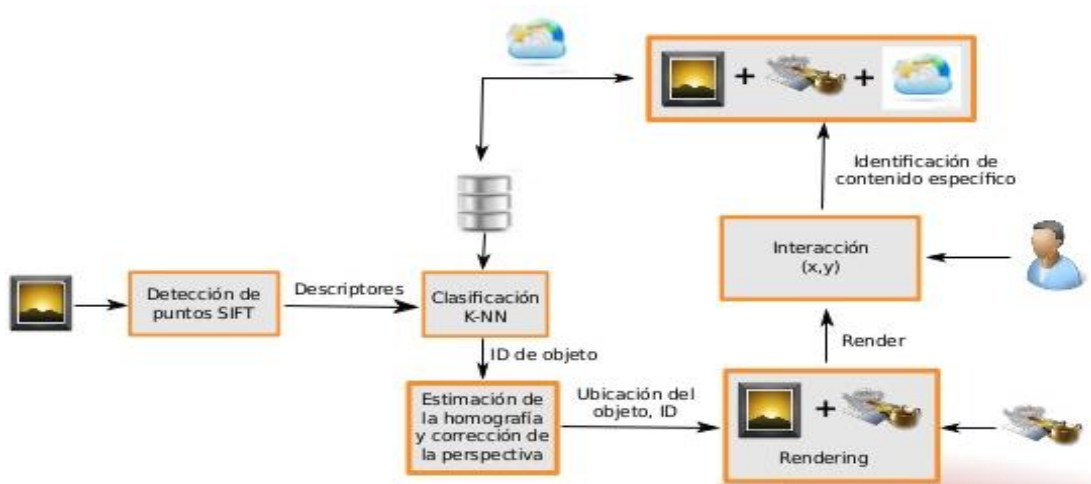 +
+
Identificación de
contenido específico
Interacción
(x,y)
Detección de
puntos SIFT
Descriptores
Clasificación
K-NN
ID de objeto
Render
Estimación de
la homografía
y corrección de
la perspectiva
Ubicación del
objeto, ID
+
Rendering